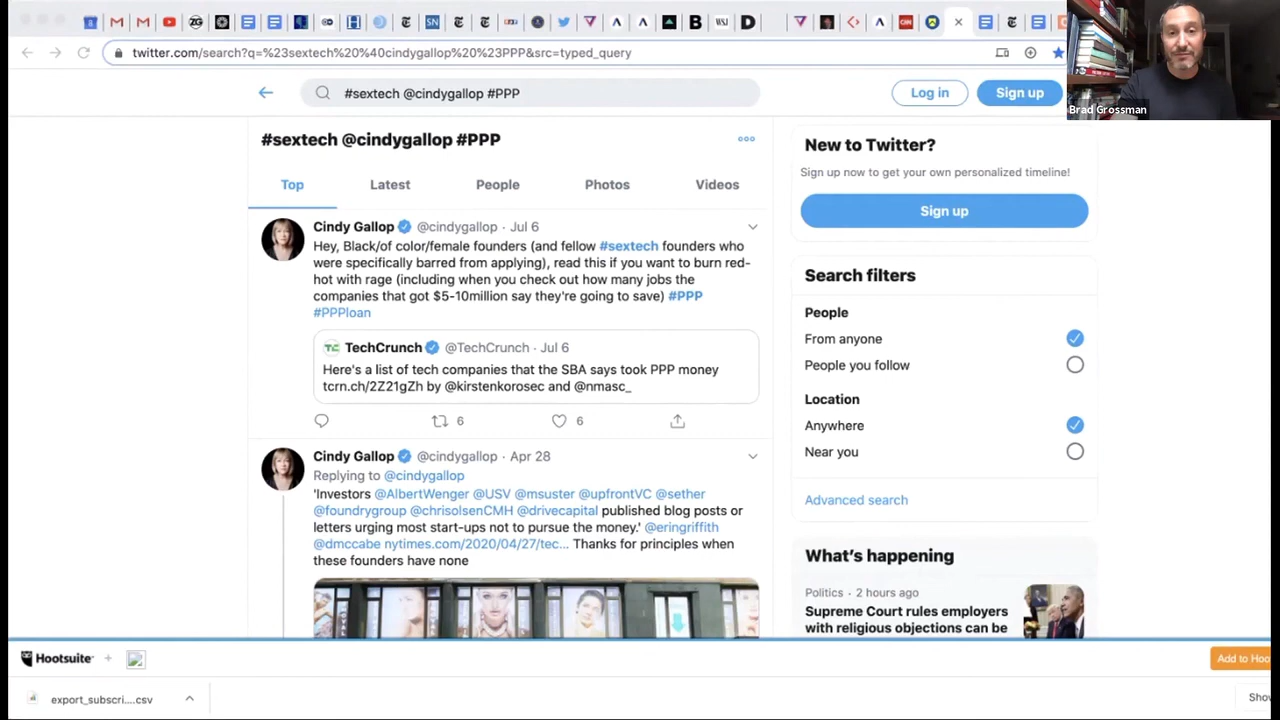 twitter.com/search?q=%23sextech%20%40cindygallop%20%23PPP&src=typed_query
#sextech @cindygallop #PPP
Log in
Sign up
Brad Grossman
#sextech @cindygallop #PPP
Top
Latest
People
Photos
Videos
Cindy Gallop @cindygallop · Jul 6
Hey, Black/of color/female founders (and fellow #sextech founders who
were specifically barred from applying), read this if you want to burn red-
hot with rage (including when you check out how many jobs the
companies that got $5-10million say they're going to save) #PPP
#PPPloan
TechCrunch @TechCrunch · Jul 6
Here's a list of tech companies that the SBA says took PPP money
tcrn.ch/2Z21gZh by @kirstenkorosec and @nmasc_
6
6
Cindy Gallop @cindygallop · Apr 28
Replying to @cindygallop
'Investors @AlbertWenger @USV @msuster @upfrontVC @sether
@foundrygroup @chrisolsenCMH @drivecapital published blog posts or
letters urging most start-ups not to pursue the money.' @eringriffith
@dmccabe nytimes.com/2020/04/27/tec... Thanks for principles when
these founders have none
New to Twitter?
Sign up now to get your own personalized timeline!
Sign up
Search filters
People
From anyone
People you follow
Location
Anywhere
Near you
Advanced search
What's happening
Politics · 2 hours ago
Supreme Court rules employers
with religious objections can be
Hootsuite
Add to Hoo
export_subscri....csv
Show